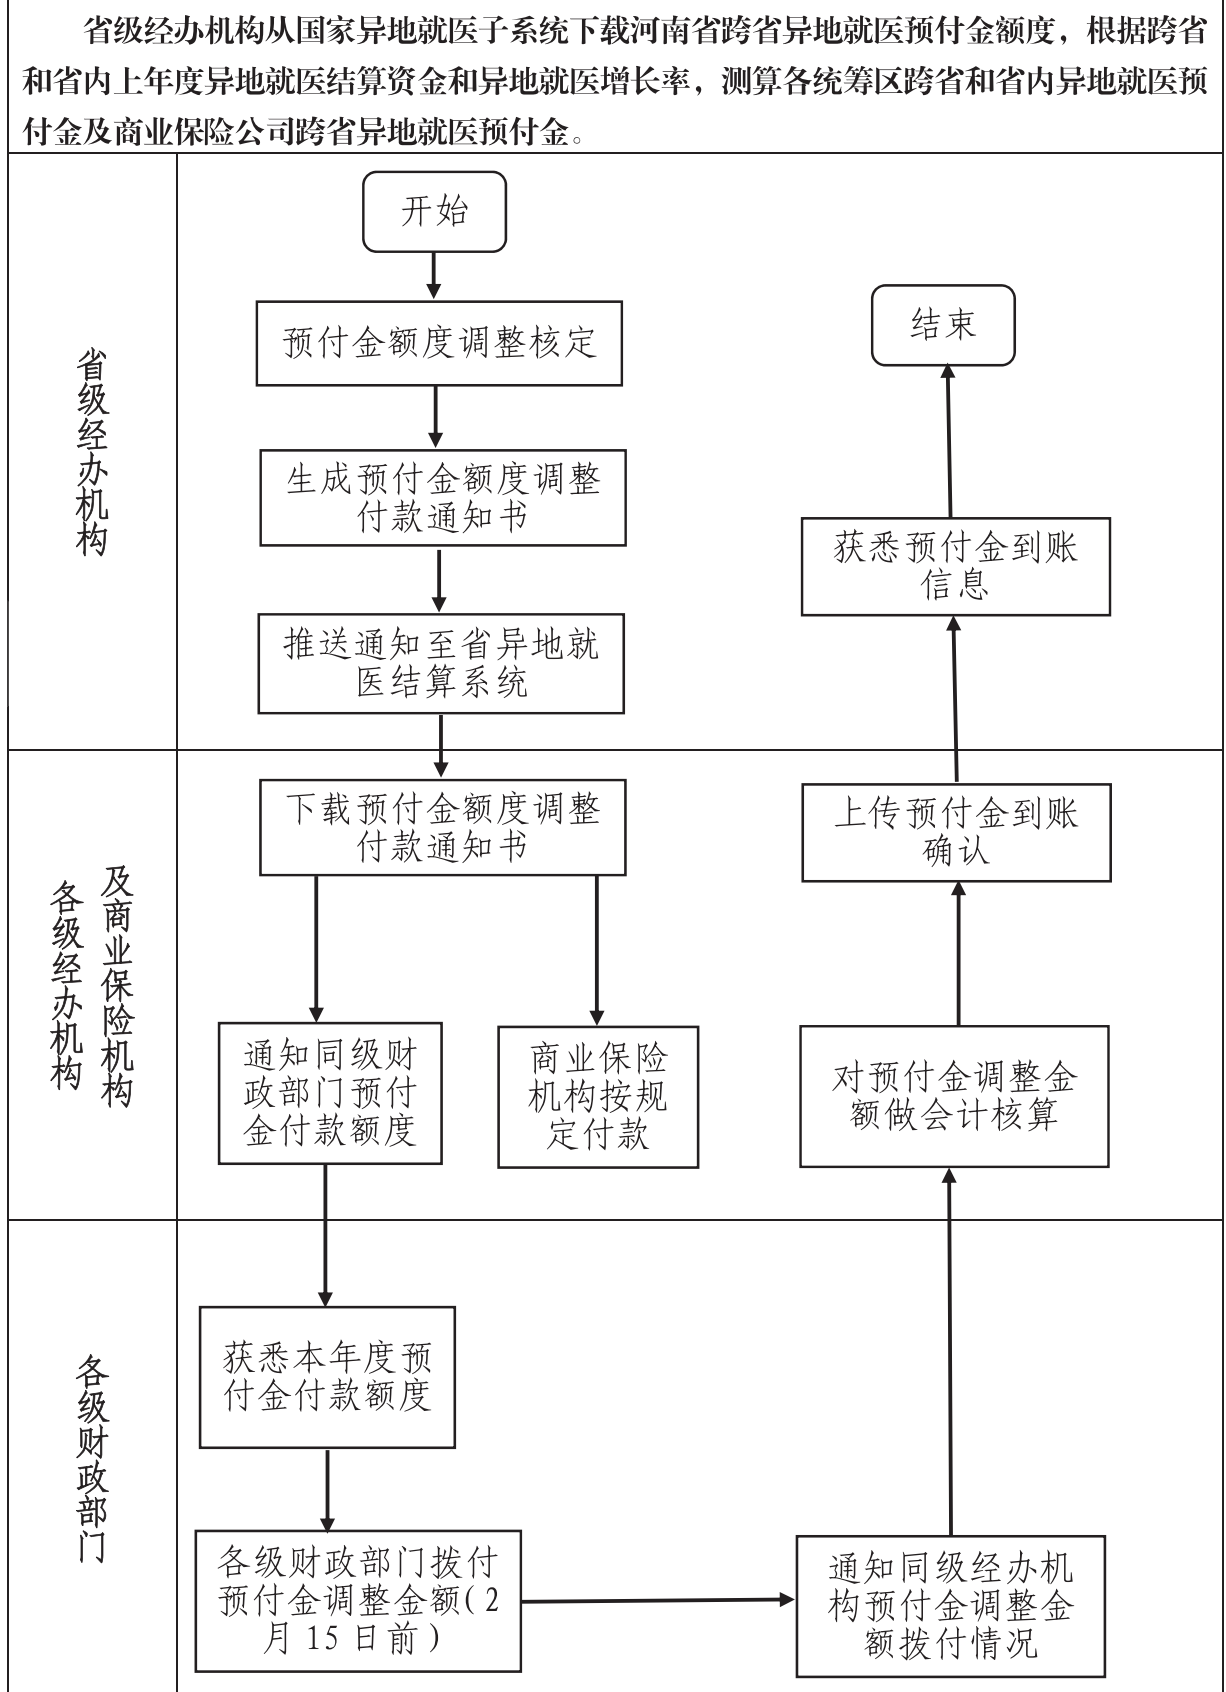 省级经办机构从国家异地就医子系统下载河南省跨省异地就医预付金额度，根据跨省
和省内上年度异地就医结算资金和异地就医增长率，测算各统筹区跨省和省内异地就医预
付金及商业保险公司跨省异地就医预付金。
省级经办机构
开始
预付金额度调整核定
生成预付金额度调整
付款通知书
推送通知至省异地就
医结算系统
结束
获悉预付金到账
信息
各级经办机构
及商业保险机构
下载预付金额度调整
付款通知书
通知同级财
政部门预付
金付款额度
商业保险
机构按规
定付款
上传预付金到账
确认
对预付金调整金
额做会计核算
各级财政部门
获悉本年度预
付金付款额度
各级财政部门拨付
预付金调整金额(2
月15日前)
通知同级经办机
构预付金调整金
额拨付情况